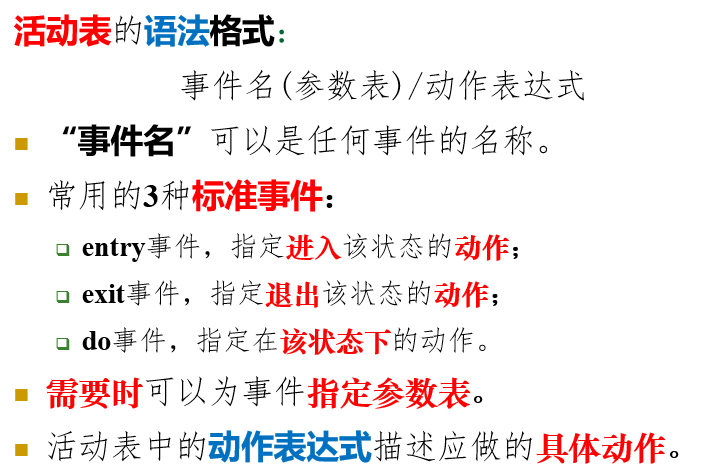 活动表的语法格式：
事件名(参数表)/动作表达式
“事件名”可以是任何事件的名称。
常用的3种标准事件：
entry事件，指定进入该状态的动作；
exit事件，指定退出该状态的动作；
do事件，指定在该状态下的动作。
需要时可以为事件指定参数表。
活动表中的动作表达式描述应做的具体动作。